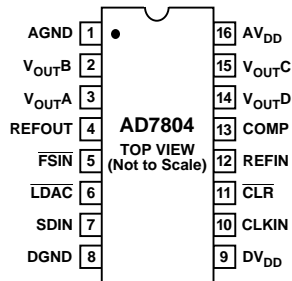 AGND 1 16 AVDD
VOUTB 2 15 VOUTC
VOUTA 3 14 VOUTD
REFOUT 4 AD7804 13 COMP
TOP VIEW
FSIN 5 (Not to Scale) 12 REFIN
LDAC 6 11 CLR
SDIN 7 10 CLKIN
DGND 8 9 DVDD